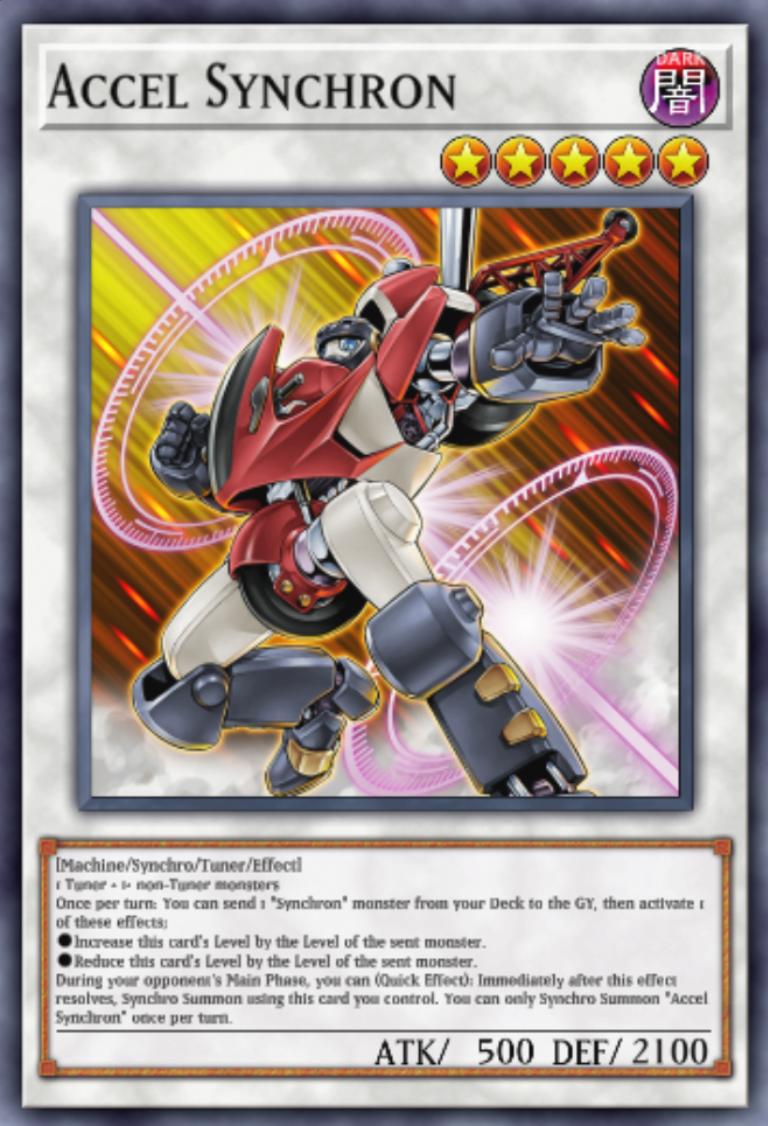 ACCEL SYNCHRON
DARK
闇
[Machine/Synchro/Tuner/Effect]
1 Tuner + 1+ non-Tuner monsters
Once per turn: You can send 1 "Synchron" monster from your Deck to the GY, then activate 1
of these effects;
●Increase this card's Level by the Level of the sent monster.
●Reduce this card's Level by the Level of the sent monster.
During your opponent's Main Phase, you can (Quick Effect): Immediately after this effect
resolves, Synchro Summon using this card you control. You can only Synchro Summon "Accel
Synchron" once per turn.
ATK/ 500 DEF/ 2100